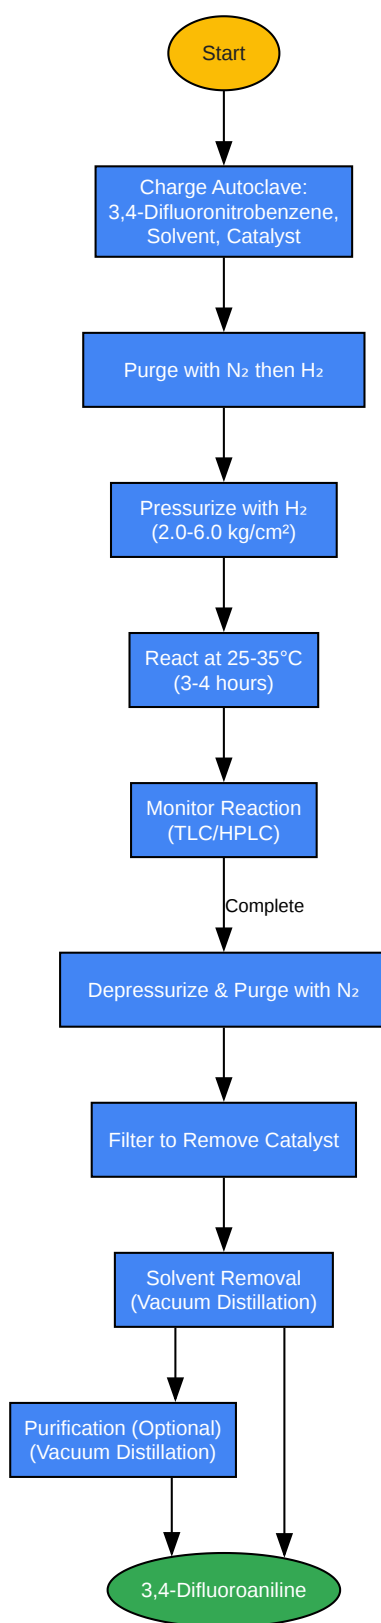 Start
Charge Autoclave:
3,4-Difluoronitrobenzene,
Solvent, Catalyst
Purge with N₂ then H₂
Pressurize with H₂
(2.0-6.0 kg/cm²)
React at 25-35°C
(3-4 hours)
Monitor Reaction
(TLC/HPLC)
Complete
Depressurize & Purge with N₂
Filter to Remove Catalyst
Solvent Removal
(Vacuum Distillation)
Purification (Optional)
(Vacuum Distillation)
3,4-Difluoroaniline